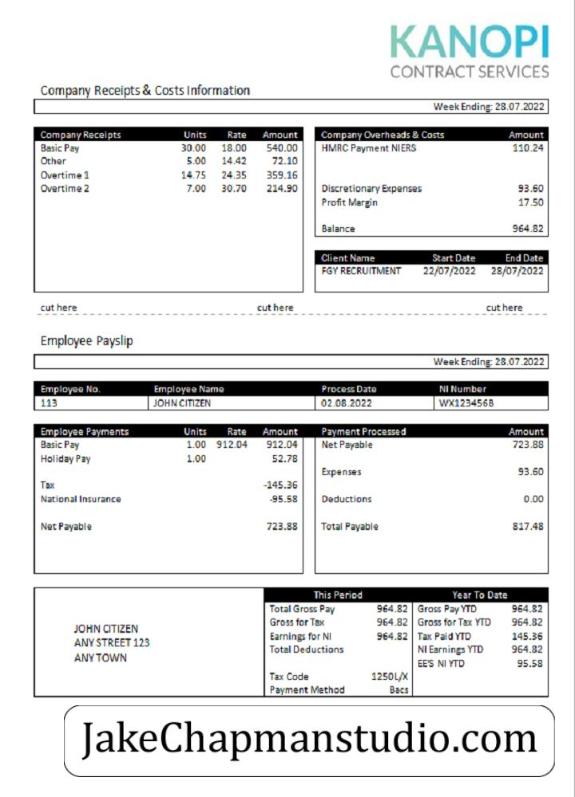 KANOPI
CONTRACT SERVICES
Company Receipts & Costs Information
Week Ending: 28.07.2022
Company Receipts Units Rate Amount
Basic Pay 30.00 18.00 540.00
Other 5.00 14.42 72.10
Overtime 1 14.75 24.35 359.16
Overtime 2 7.00 30.70 214.90
Company Overheads & Costs Amount
HMRC Payment NIERS 110.24
Discretionary Expenses 93.60
Profit Margin 17.50
Balance 964.82
Client Name Start Date End Date
FGY RECRUITMENT 22/07/2022 28/07/2022
cut here cut here cut here
Employee Payslip
Week Ending: 28.07.2022
Employee No. Employee Name Process Date NI Number
113 JOHN CITIZEN 02.08.2022 WX123456B
Employee Payments Units Rate Amount
Basic Pay 1.00 912.04 912.04
Holiday Pay 1.00 52.78
Tax -145.36
National Insurance -95.58
Net Payable 723.88
Payment Processed Amount
Net Payable 723.88
Expenses 93.60
Deductions 0.00
Total Payable 817.48
JOHN CITIZEN
ANY STREET 123
ANY TOWN
This Period
Total Gross Pay 964.82
Gross for Tax 964.82
Earnings for NI 964.82
Total Deductions
Tax Code 1250L/X
Payment Method Bacs
Year To Date
Gross Pay YTD 964.82
Gross for Tax YTD 964.82
Tax Paid YTD 145.36
NI Earnings YTD 964.82
EE'S NI YTD 95.58
JakeChapmanstudio.com